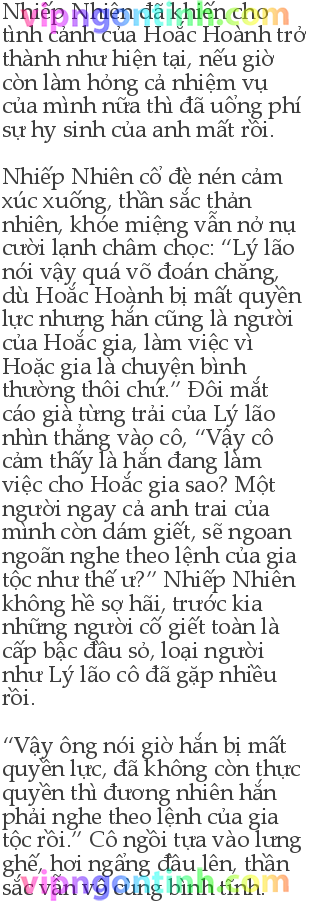 vipngontinh.com
Nhiếp Nhiên đã khiến cho
tình cảnh của Hoắc Hoành trở
thành như hiện tại, nếu giờ
còn làm hỏng cả nhiệm vụ
của mình nữa thì đã uổng phí
sự hy sinh của anh mất rồi.
Nhiếp Nhiên cổ đè nén cảm
xúc xuống, thần sắc thản
nhiên, khóe miệng vẫn nở nụ
cười lạnh châm chọc: “Lý lão
nói vậy quá võ đoán chăng,
dù Hoắc Hoành bị mất quyền
lực nhưng hắn cũng là người
của Hoắc gia, làm việc vì
Hoặc gia là chuyện bình
thường thôi chứ.” Đôi mắt
cáo già từng trải của Lý lão
nhìn thẳng vào cô, “Vậy cô
cảm thấy là hắn đang làm
việc cho Hoắc gia sao? Một
người ngay cả anh trai của
mình còn dám giết, sẽ ngoan
ngoãn nghe theo lệnh của gia
tộc như thế ư?” Nhiếp Nhiên
không hề sợ hãi, trước kia
những người cố giết toàn là
cấp bậc đầu sỏ, loại người
như Lý lão cô đã gặp nhiều
rồi.
“Vậy ông nói giờ hắn bị mất
quyền lực, đã không còn thực
quyền thì đương nhiên hắn
phải nghe theo lệnh của gia
tộc rồi.” Cô ngồi tựa vào lưng
ghế, hơi ngẩng đầu lên, thần
sắc vẫn vô cùng bình tĩnh.
vipngontinh.com